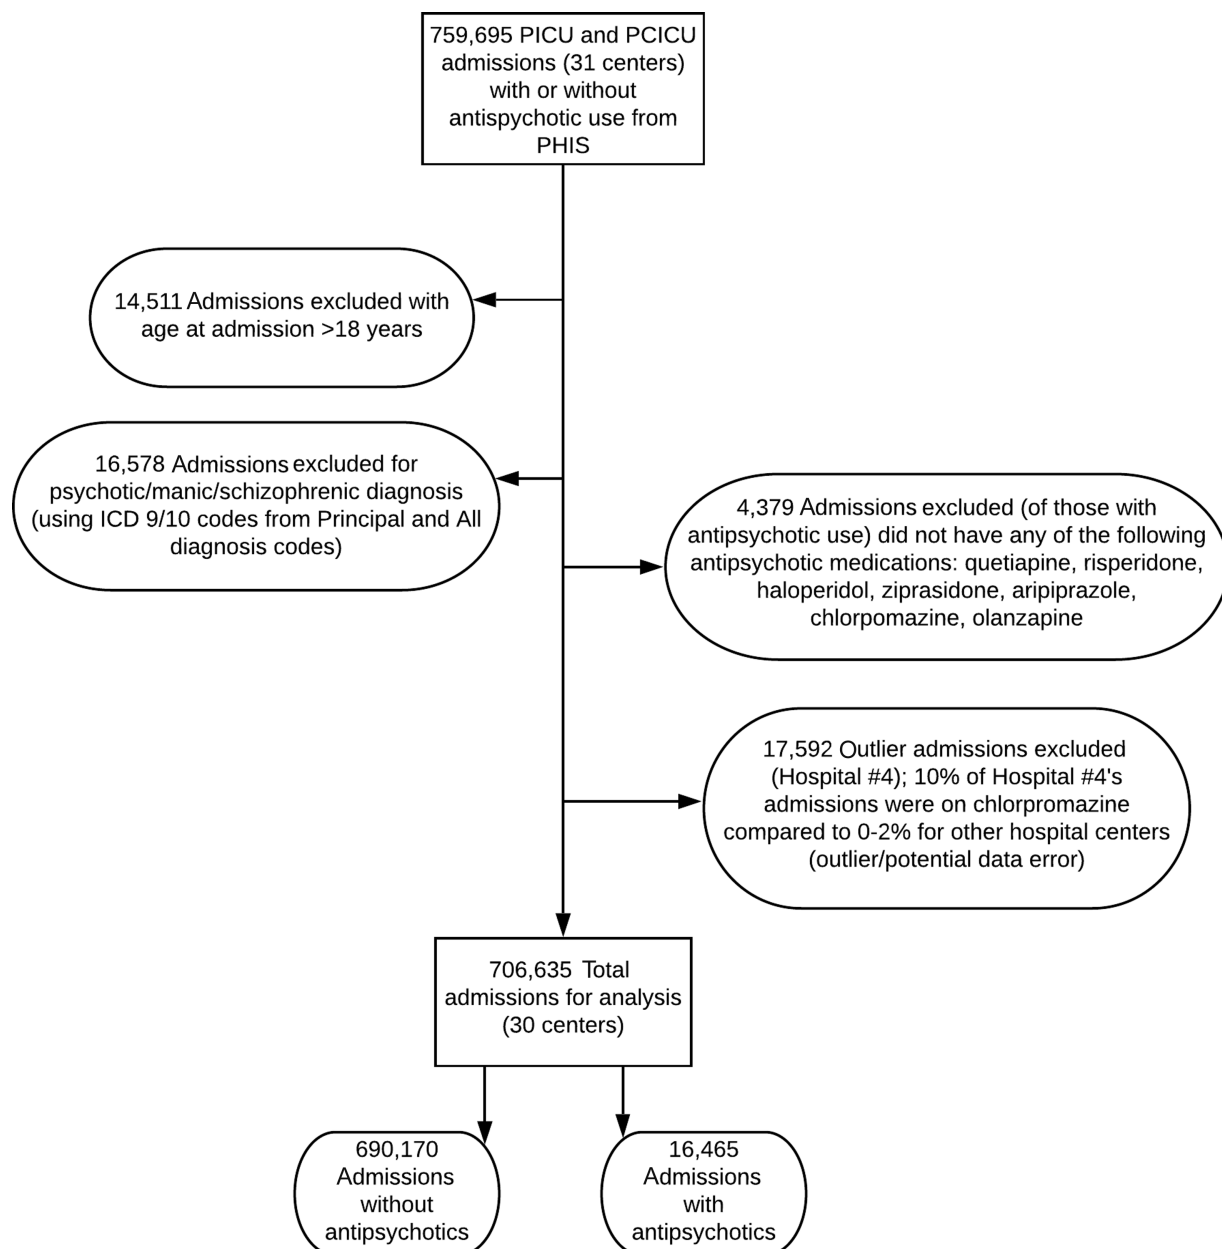 759,695 PICU and PCICU
admissions (31 centers)
with or without
antispychotic use from
PHIS
14,511 Admissions excluded with
age at admission >18 years
16,578 Admissions excluded for
psychotic/manic/schizophrenic diagnosis
(using ICD 9/10 codes from Principal and All
diagnosis codes)
4,379 Admissions excluded (of those with
antipsychotic use) did not have any of the following
antipsychotic medications: quetiapine, risperidone,
haloperidol, ziprasidone, aripiprazole,
chlorpomazine, olanzapine
17,592 Outlier admissions excluded
(Hospital #4); 10% of Hospital #4's
admissions were on chlorpromazine
compared to 0-2% for other hospital centers
(outlier/potential data error)
706,635 Total
admissions for analysis
(30 centers)
690,170
Admissions
without
antipsychotics
16,465
Admissions
with
antipsychotics